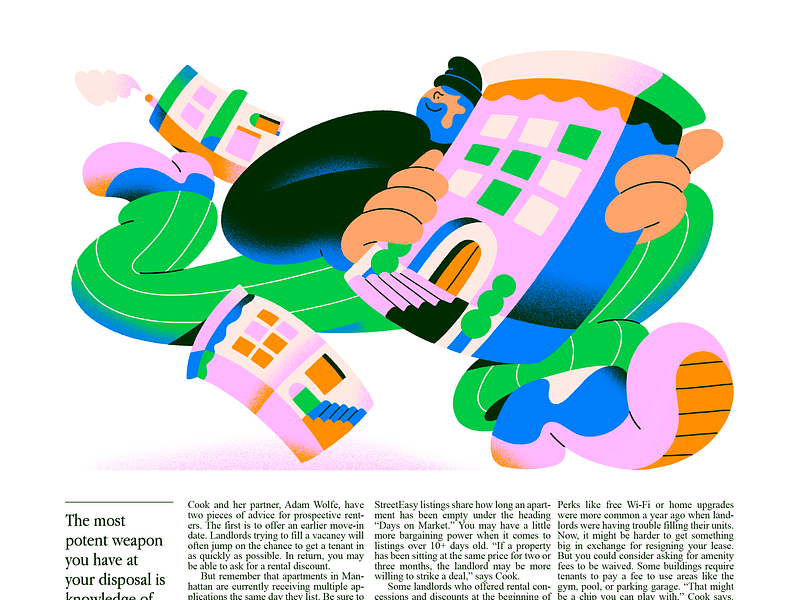 The most
potent weapon
you have at
your disposal is
knowledge of
Cook and her partner, Adam Wolfe, have
two pieces of advice for prospective rent-
ers. The first is to offer an earlier move-in
date. Landlords trying to fill a vacancy will
often jump on the chance to get a tenant in
as quickly as possible. In return, you may
be able to ask for a rental discount.
But remember that apartments in Man-
hattan are currently receiving multiple ap-
plications the same day they list. Be sure to
StreetEasy listings share how long an apart-
ment has been empty under the heading
“Days on Market.” You may have a little
more bargaining power when it comes to
listings over 10+ days old. “If a property
has been sitting at the same price for two or
three months, the landlord may be more
willing to strike a deal,” says Cook.
Some landlords who offered rental con-
cessions and discounts at the beginning of
Perks like free Wi-Fi or home upgrades
were more common a year ago when land-
lords were having trouble filling their units.
Now, it might be harder to get something
big in exchange for resigning your lease.
But you could consider asking for amenity
fees to be waived. Some buildings require
tenants to pay a fee to use areas like the
gym, pool, or parking garage. “That might
be a chip you can play with,” Cook says.